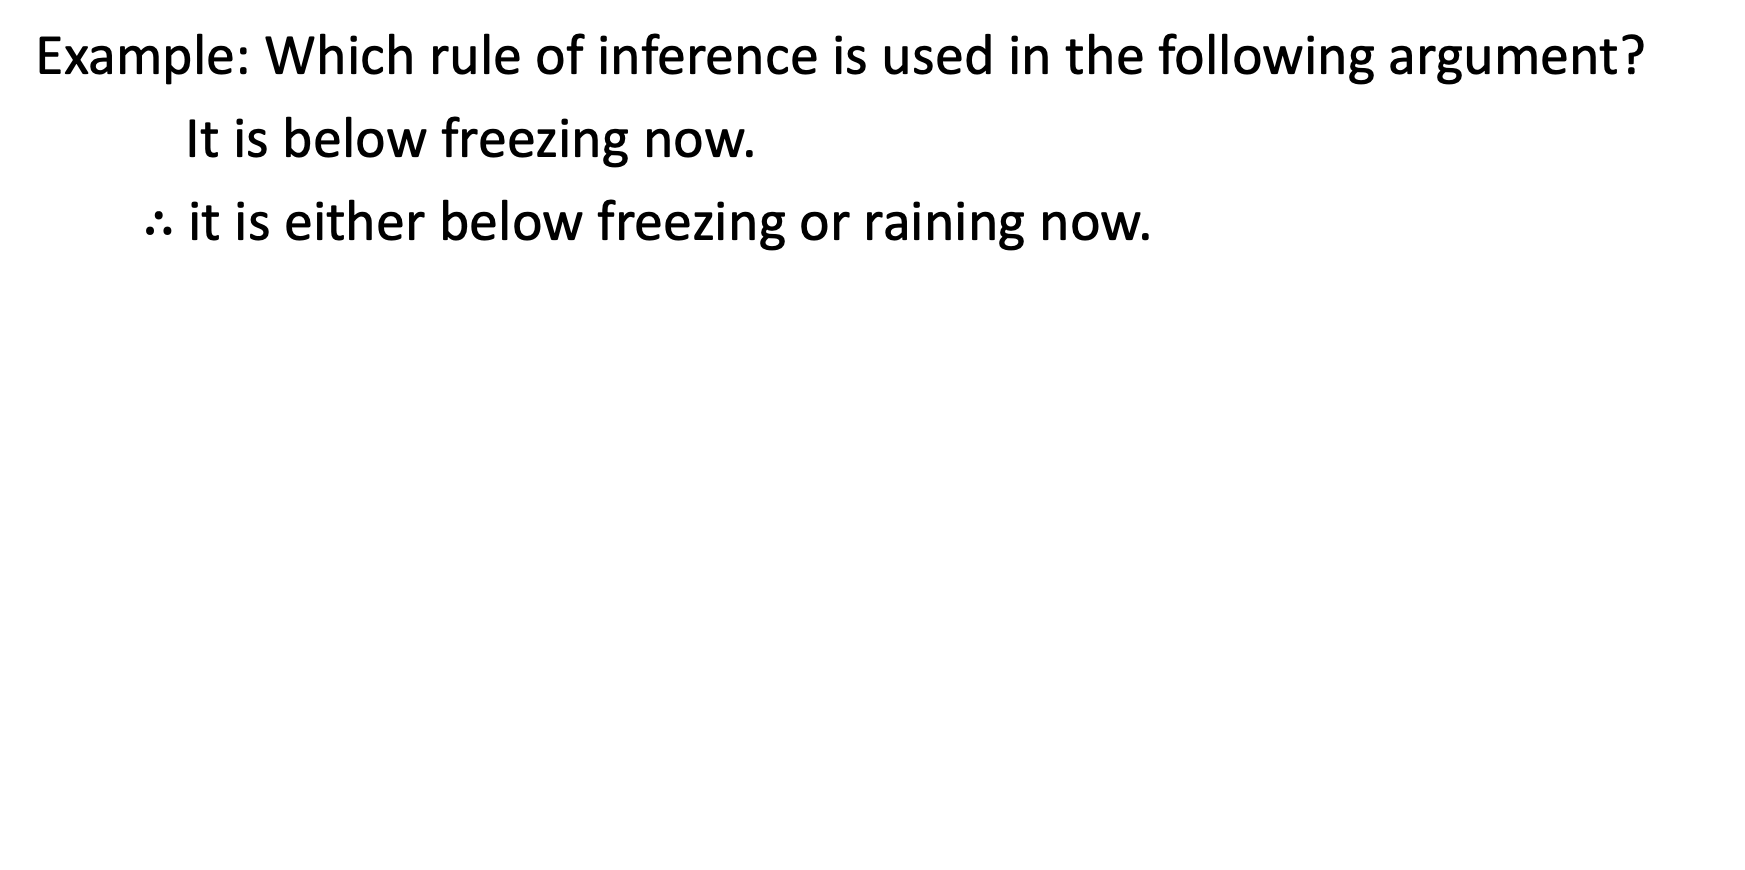 Example: Which rule of inference is used in the following argument?
It is below freezing now.
∴ it is either below freezing or raining now.